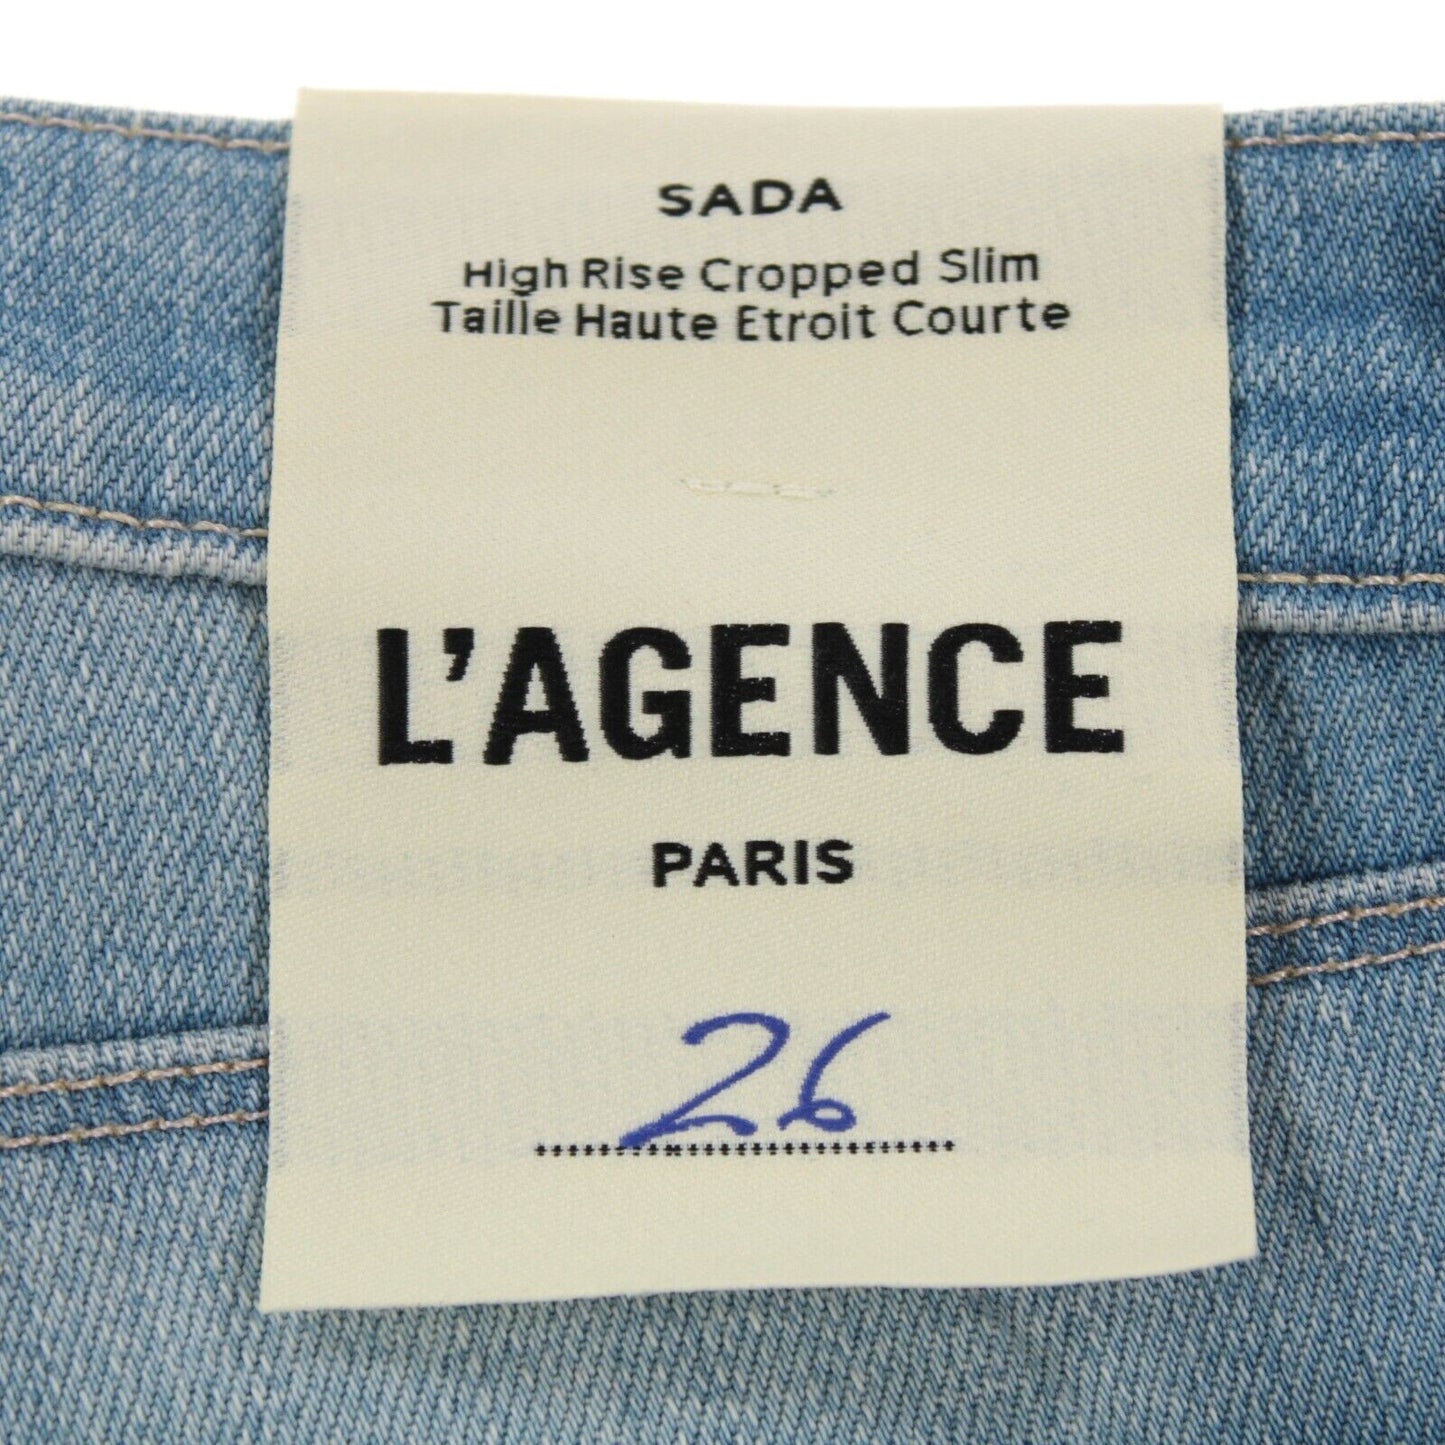 SADA
High Rise Cropped Slim
Taille Haute Etroit Courte
L'AGENCE
PARIS
26